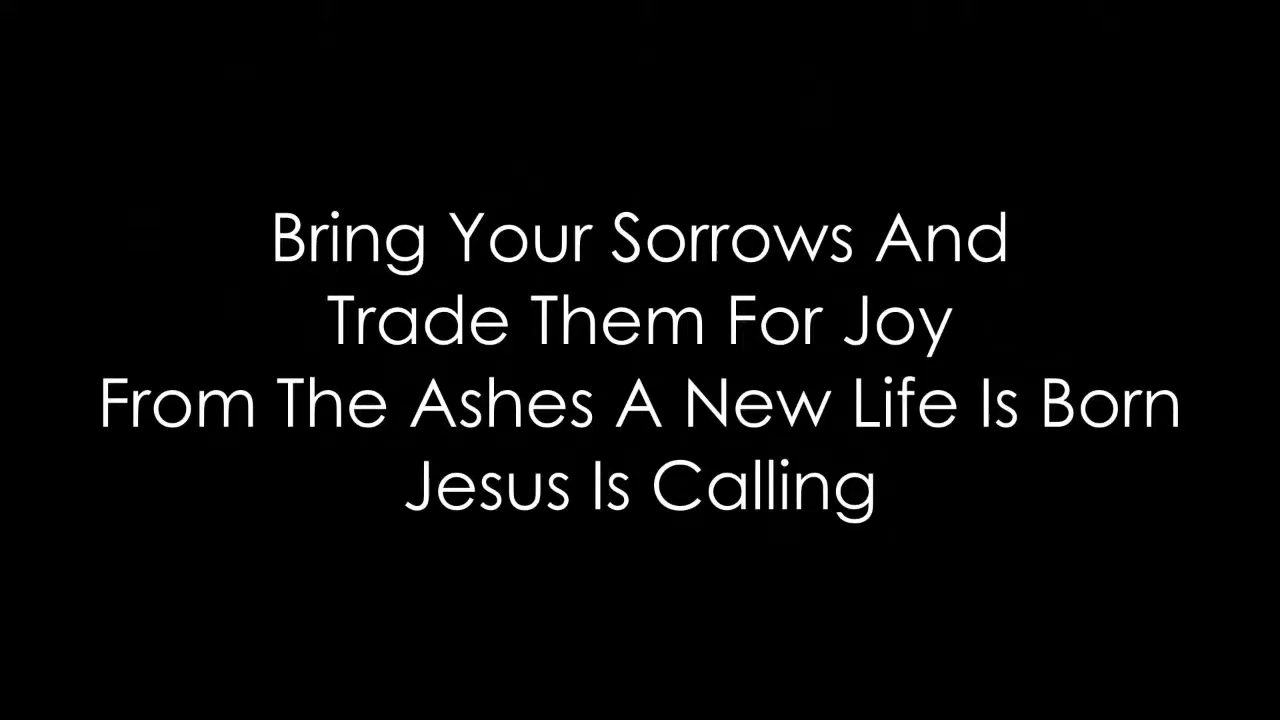 Bring Your Sorrows And
Trade Them For Joy
From The Ashes A New Life Is Born
Jesus Is Calling